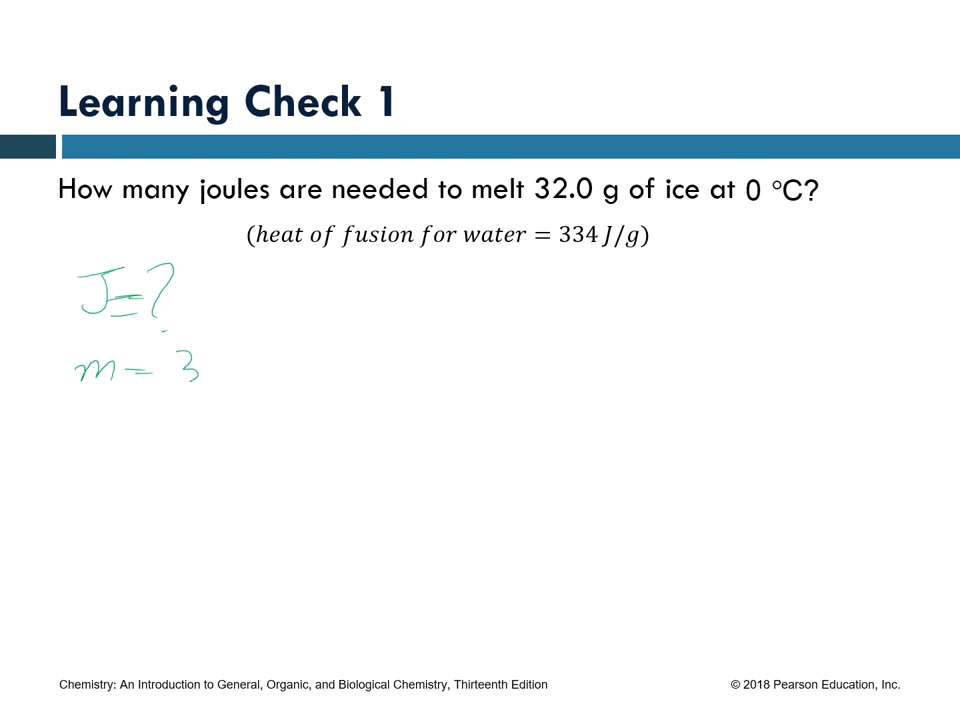 Learning Check 1
How many joules are needed to melt 32.0 g of ice at 0 °C?
(heat of fusion for water = 334 J/g)
J=?
m = 3
Chemistry: An Introduction to General, Organic, and Biological Chemistry, Thirteenth Edition
© 2018 Pearson Education, Inc.